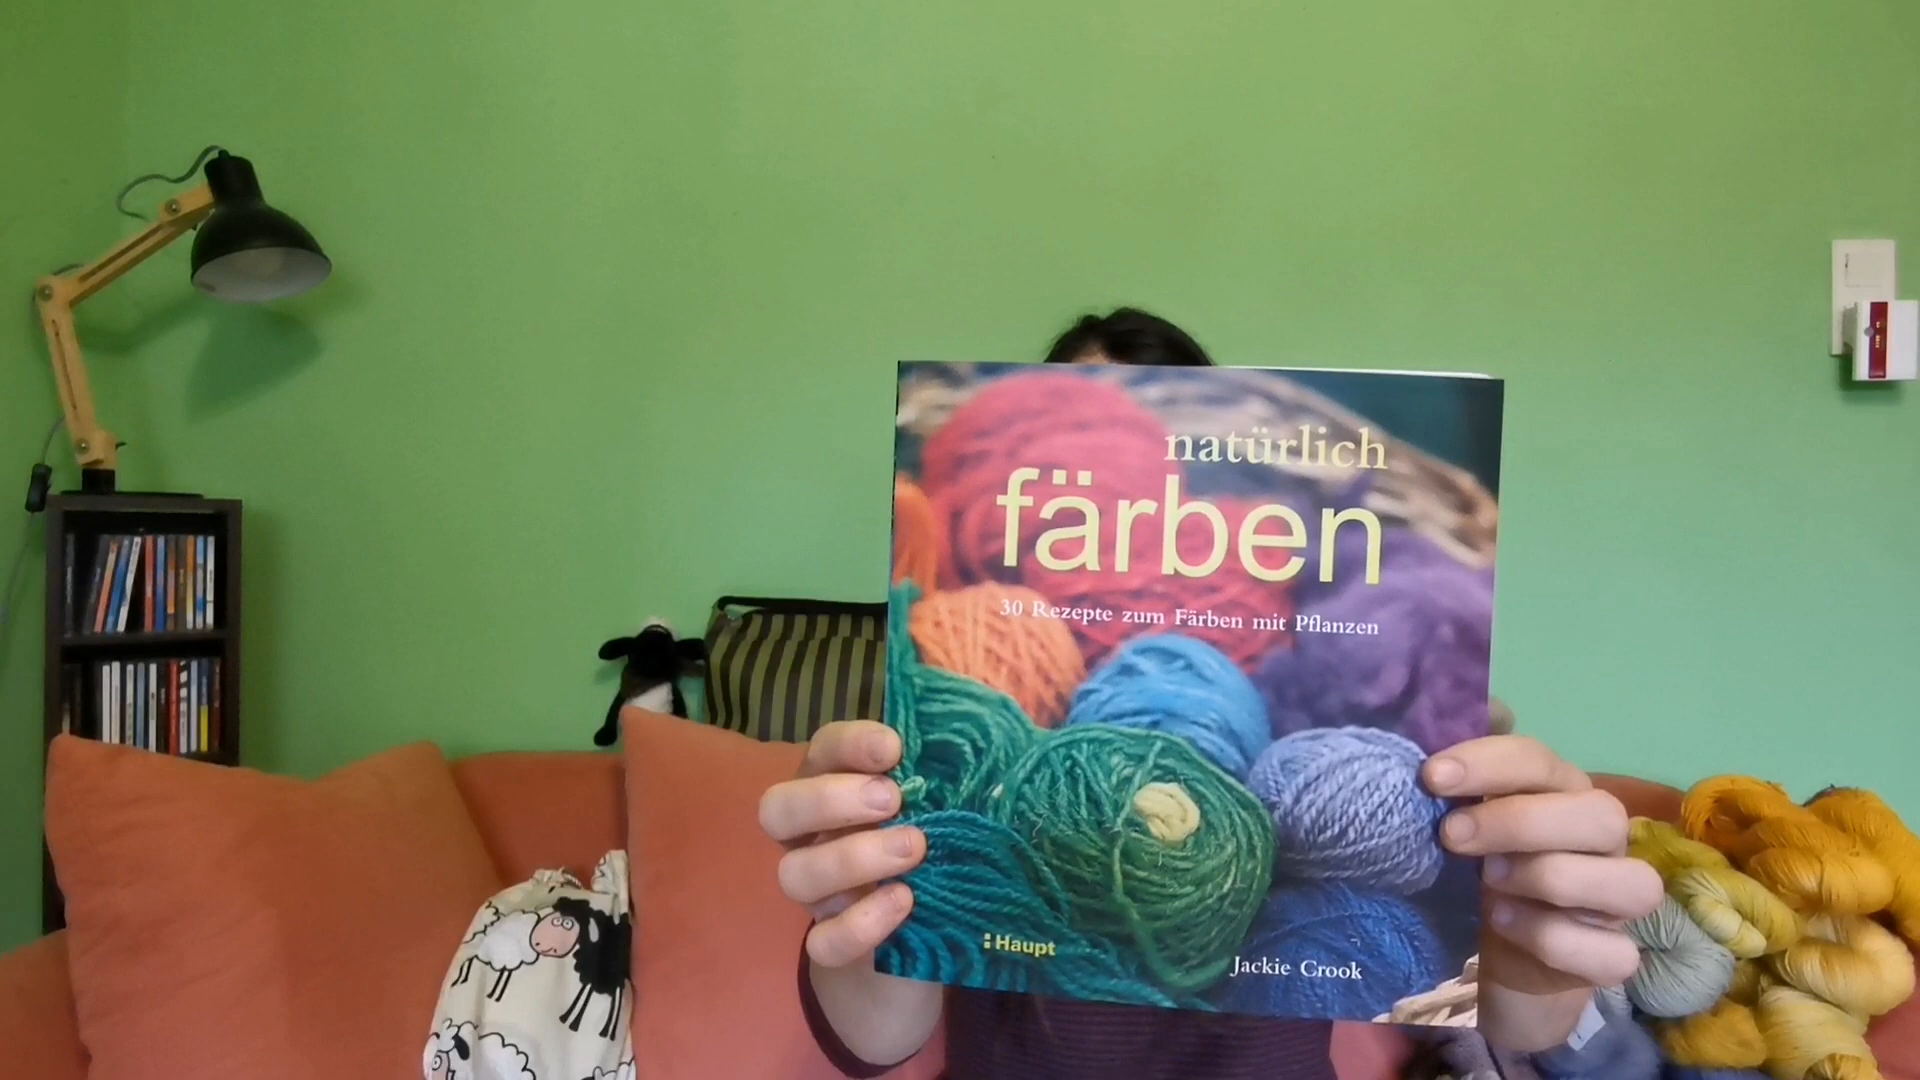 natürlich
färben
30 Rezepte zum Färben mit Pflanzen
Haupt
Jackie Crook